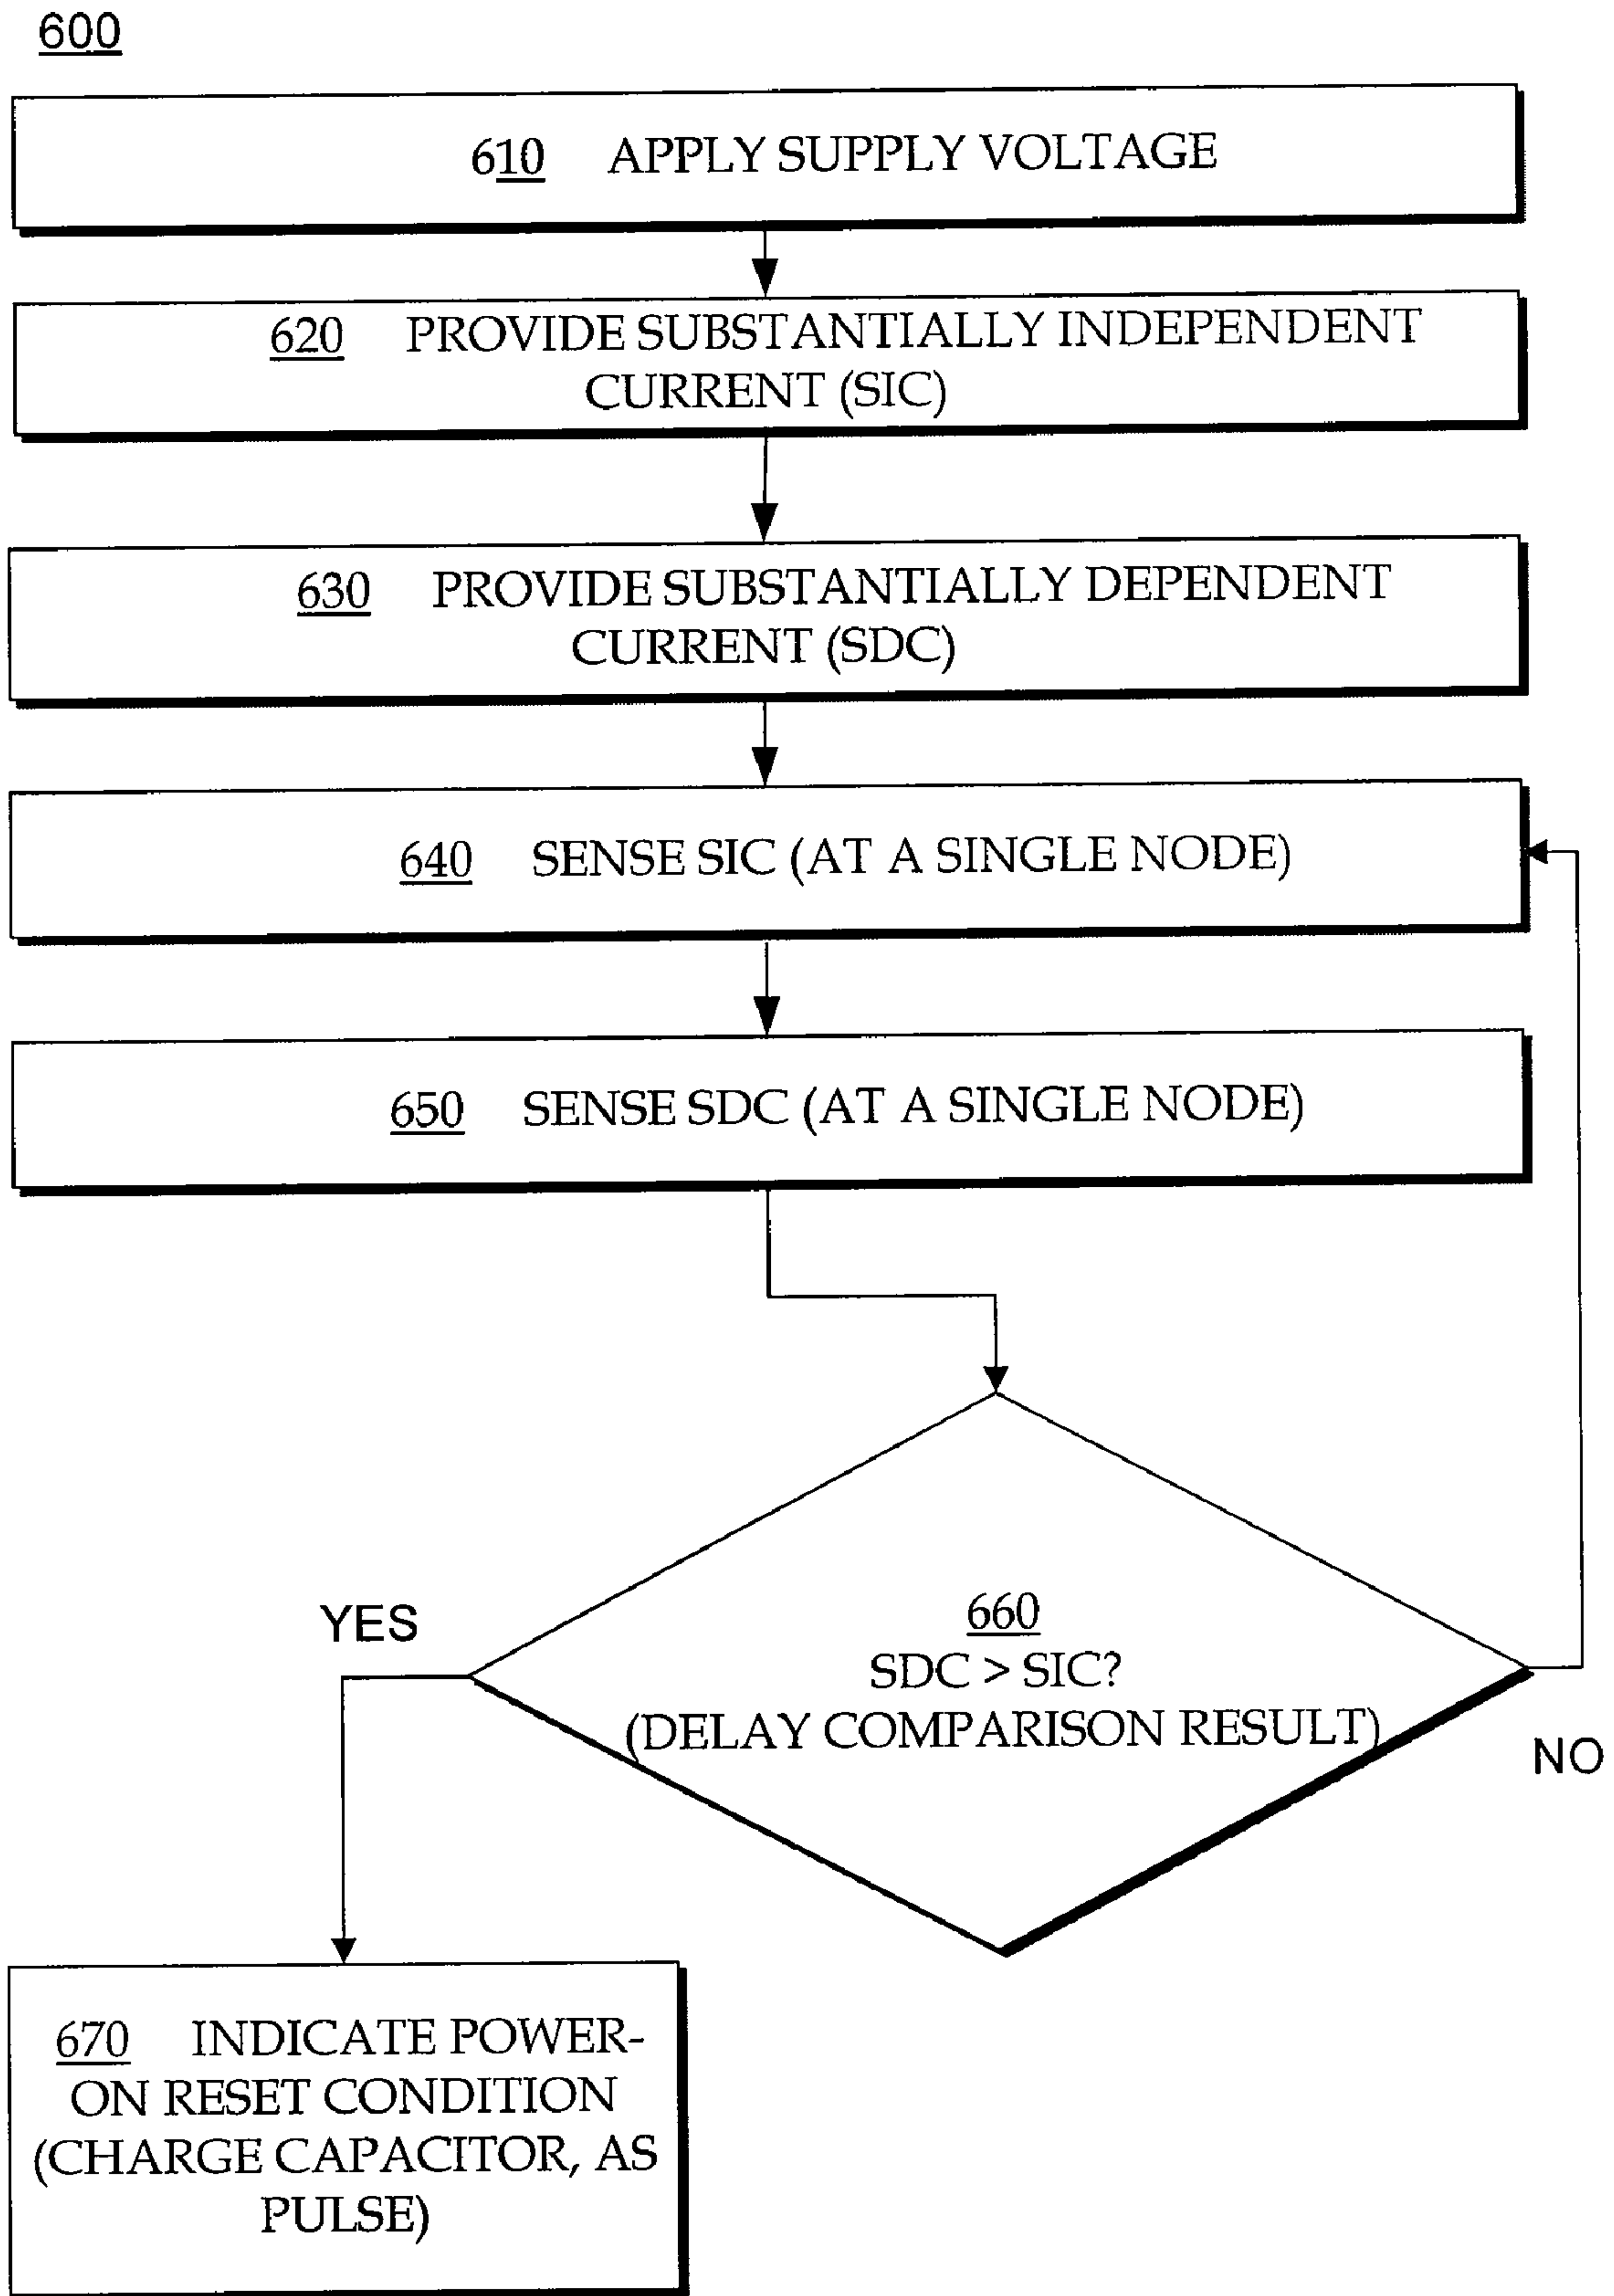 600
610 APPLY SUPPLY VOLTAGE
620 PROVIDE SUBSTANTIALLY INDEPENDENT
CURRENT (SIC)
630 PROVIDE SUBSTANTIALLY DEPENDENT
CURRENT (SDC)
640 SENSE SIC (AT A SINGLE NODE)
650 SENSE SDC (AT A SINGLE NODE)
660
SDC > SIC?
(DELAY COMPARISON RESULT)
YES
NO
670 INDICATE POWER-
ON RESET CONDITION
(CHARGE CAPACITOR, AS
PULSE)